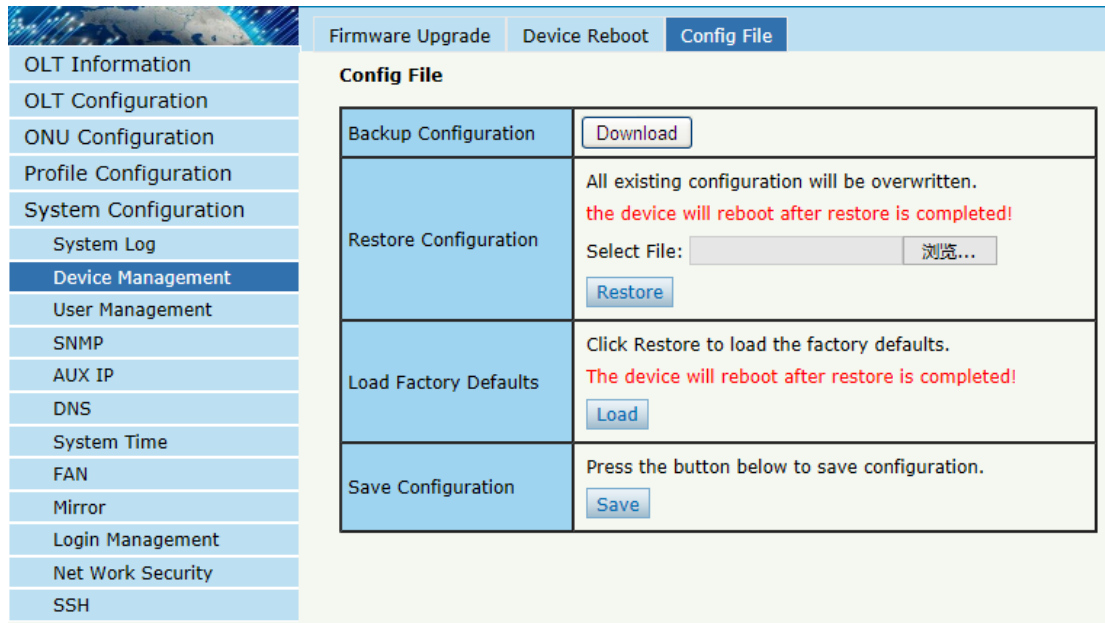 Firmware Upgrade Device Reboot Config File
OLT Information
OLT Configuration
ONU Configuration
Profile Configuration
System Configuration
System Log
Device Management
User Management
SNMP
AUX IP
DNS
System Time
FAN
Mirror
Login Management
Net Work Security
SSH
Config File
Backup Configuration
Download
Restore Configuration
All existing configuration will be overwritten.
the device will reboot after restore is completed!
Select File: 浏览...
Restore
Load Factory Defaults
Click Restore to load the factory defaults.
The device will reboot after restore is completed!
Load
Save Configuration
Press the button below to save configuration.
Save